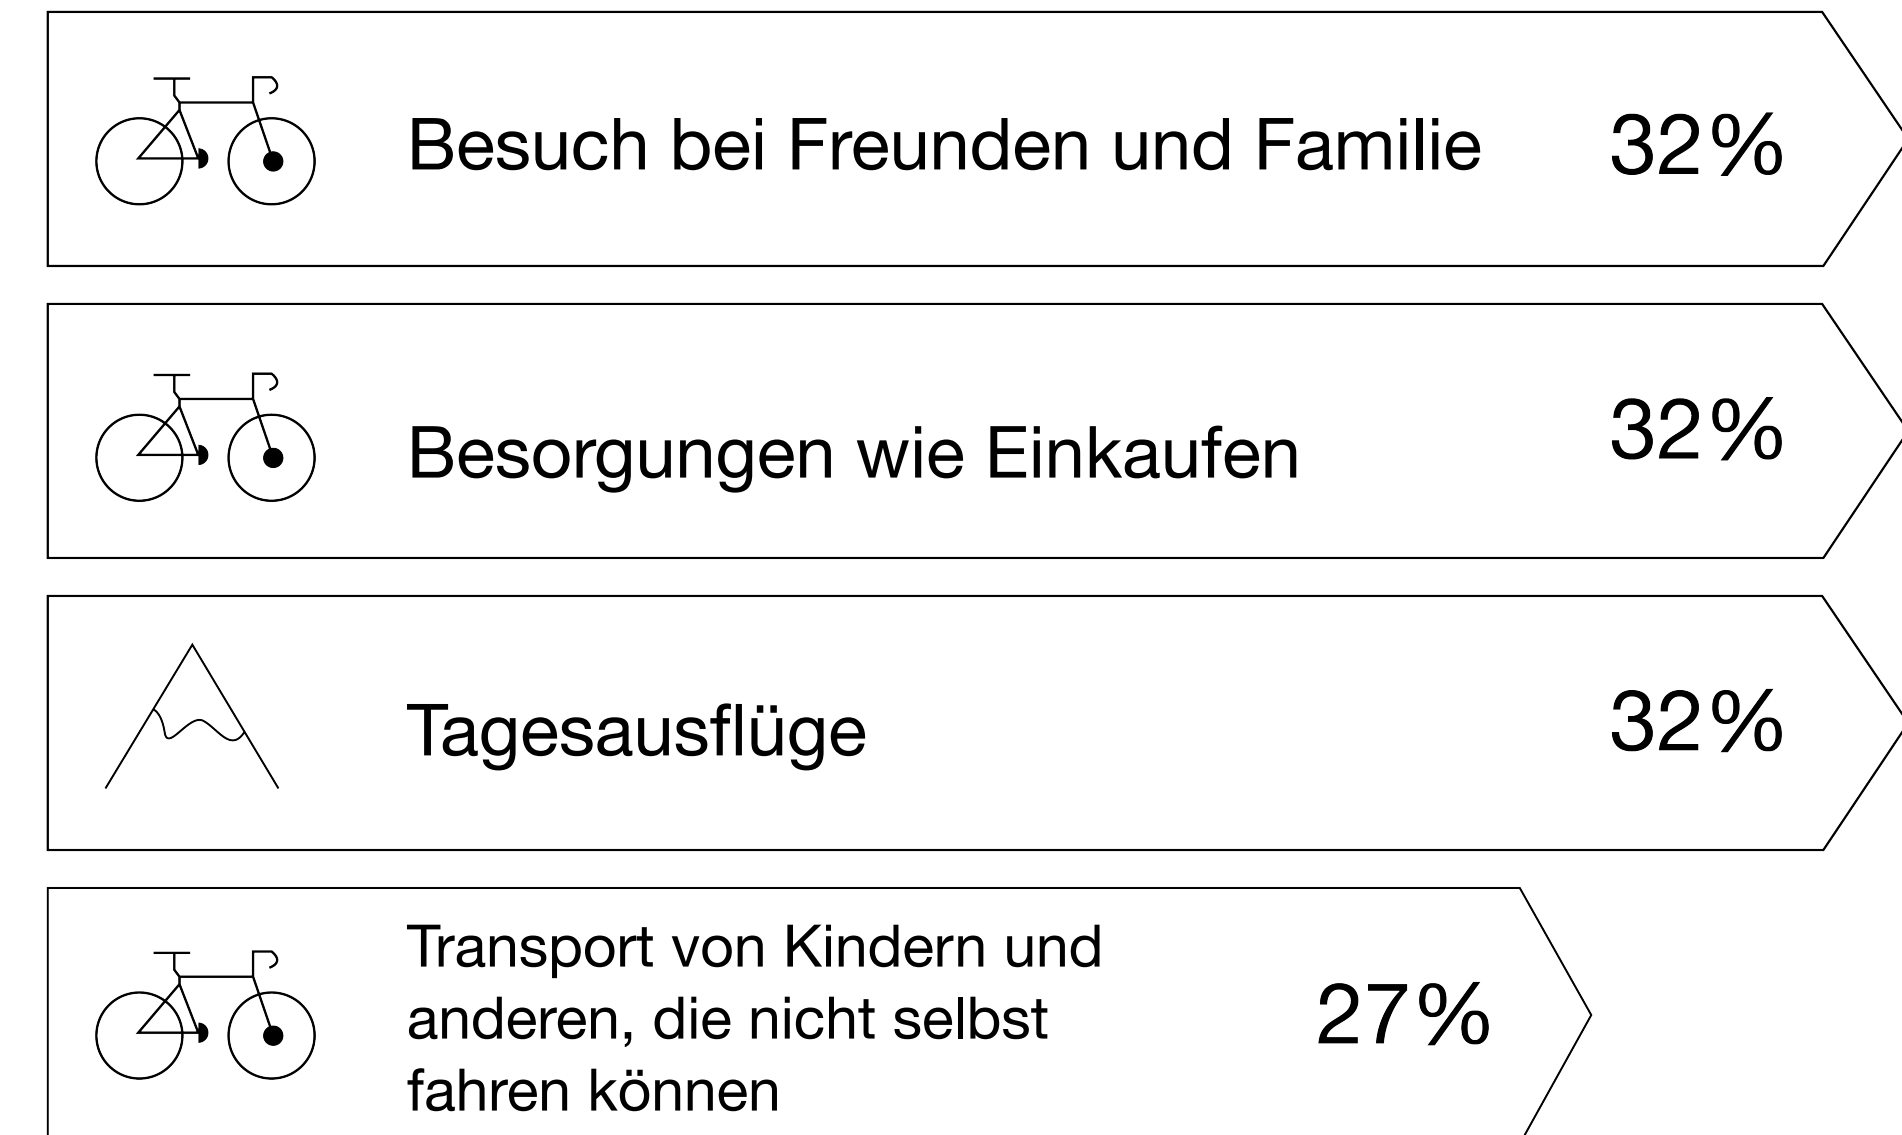 Besuch bei Freunden und Familie 32%
Besorgungen wie Einkaufen 32%
Tagesausflüge 32%
Transport von Kindern und
anderen, die nicht selbst 27%
fahren können